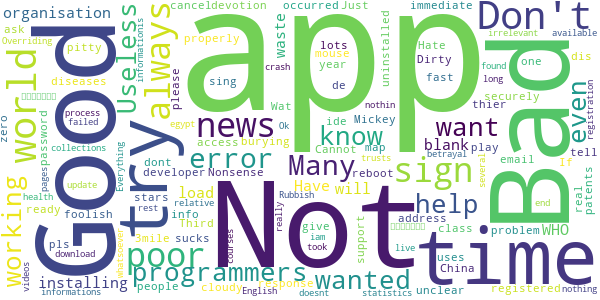 organisation
canceldevotion
occurred
Just
immediate
Don't
ask
Overriding
pitty
diseases
Good
Useless
informationis
always
properly
please
sing
waste
mouse
lots
year
de
uninstalled
Hate
Dirty
fast
app
Bad
irrelevant
available
found
long
one
dis
securely
even
tell
registration
zero
process
failed
password
world
crash
Wat
nothin
egypt
Ok
news
ide
Mickey
know
map
play
thier
want
If
email
collections
Everything
try
access
burying
Cannot
trusts
Many
error
blank
betrayal
sign
several
real
patents
pages
health
update
dont
developer
Nonsense
reboot
Have
will
load
info
relative
Third
Not
Rubbish
really
give
iam
took
support
address
live
help
class
uses
China
problem
WHO
end
time
working
ready
foolish
stars
rest
poor
whatsoever
pls
download
Smile
sucks
installing
videos
people
programmers
cloudy
response
courses
wanted
unclear
registered
nothing
informations
English
doesnt
statistics